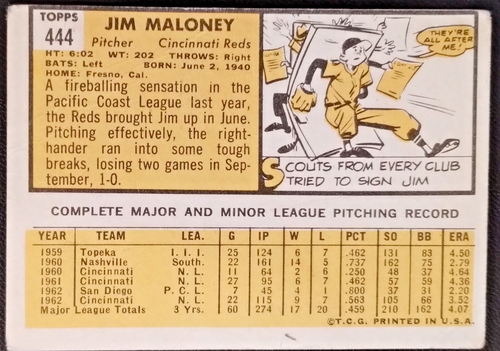 TOPPS
444
JIM MALONEY
Pitcher Cincinnati Reds
HT: 6:02 WT: 202 THROWS: Right
BATS: Left BORN: June 2, 1940
HOME: Fresno, Cal.
A fireballing sensation in the
Pacific Coast League last year,
the Reds brought Jim up in June.
Pitching effectively, the right-
hander ran into some tough
breaks, losing two games in Sep-
tember, 1-0.
THEY'RE
ALL AFTER
ME!
SCOUTS FROM EVERY CLUB
TRIED TO SIGN JIM
COMPLETE MAJOR AND MINOR LEAGUE PITCHING RECORD
YEAR TEAM LEA. G IP W L PCT SO BB ERA
1959 Topeka I. I. I. 25 124 6 7 .462 131 83 4.50
1960 Nashville South. 22 161 14 5 .737 162 75 2.79
1960 Cincinnati N. L. 11 64 2 6 .250 48 37 4.64
1961 Cincinnati N. L. 27 95 6 7 .462 57 59 4.36
1962 San Diego P. C. L. 7 45 4 1 .800 37 20 2.60
1962 Cincinnati N. L. 22 115 9 7 .563 105 66 3.52
Major League Totals 3 Yrs. 60 274 17 20 .459 210 162 4.07
©T.C.G. PRINTED IN U.S.A.